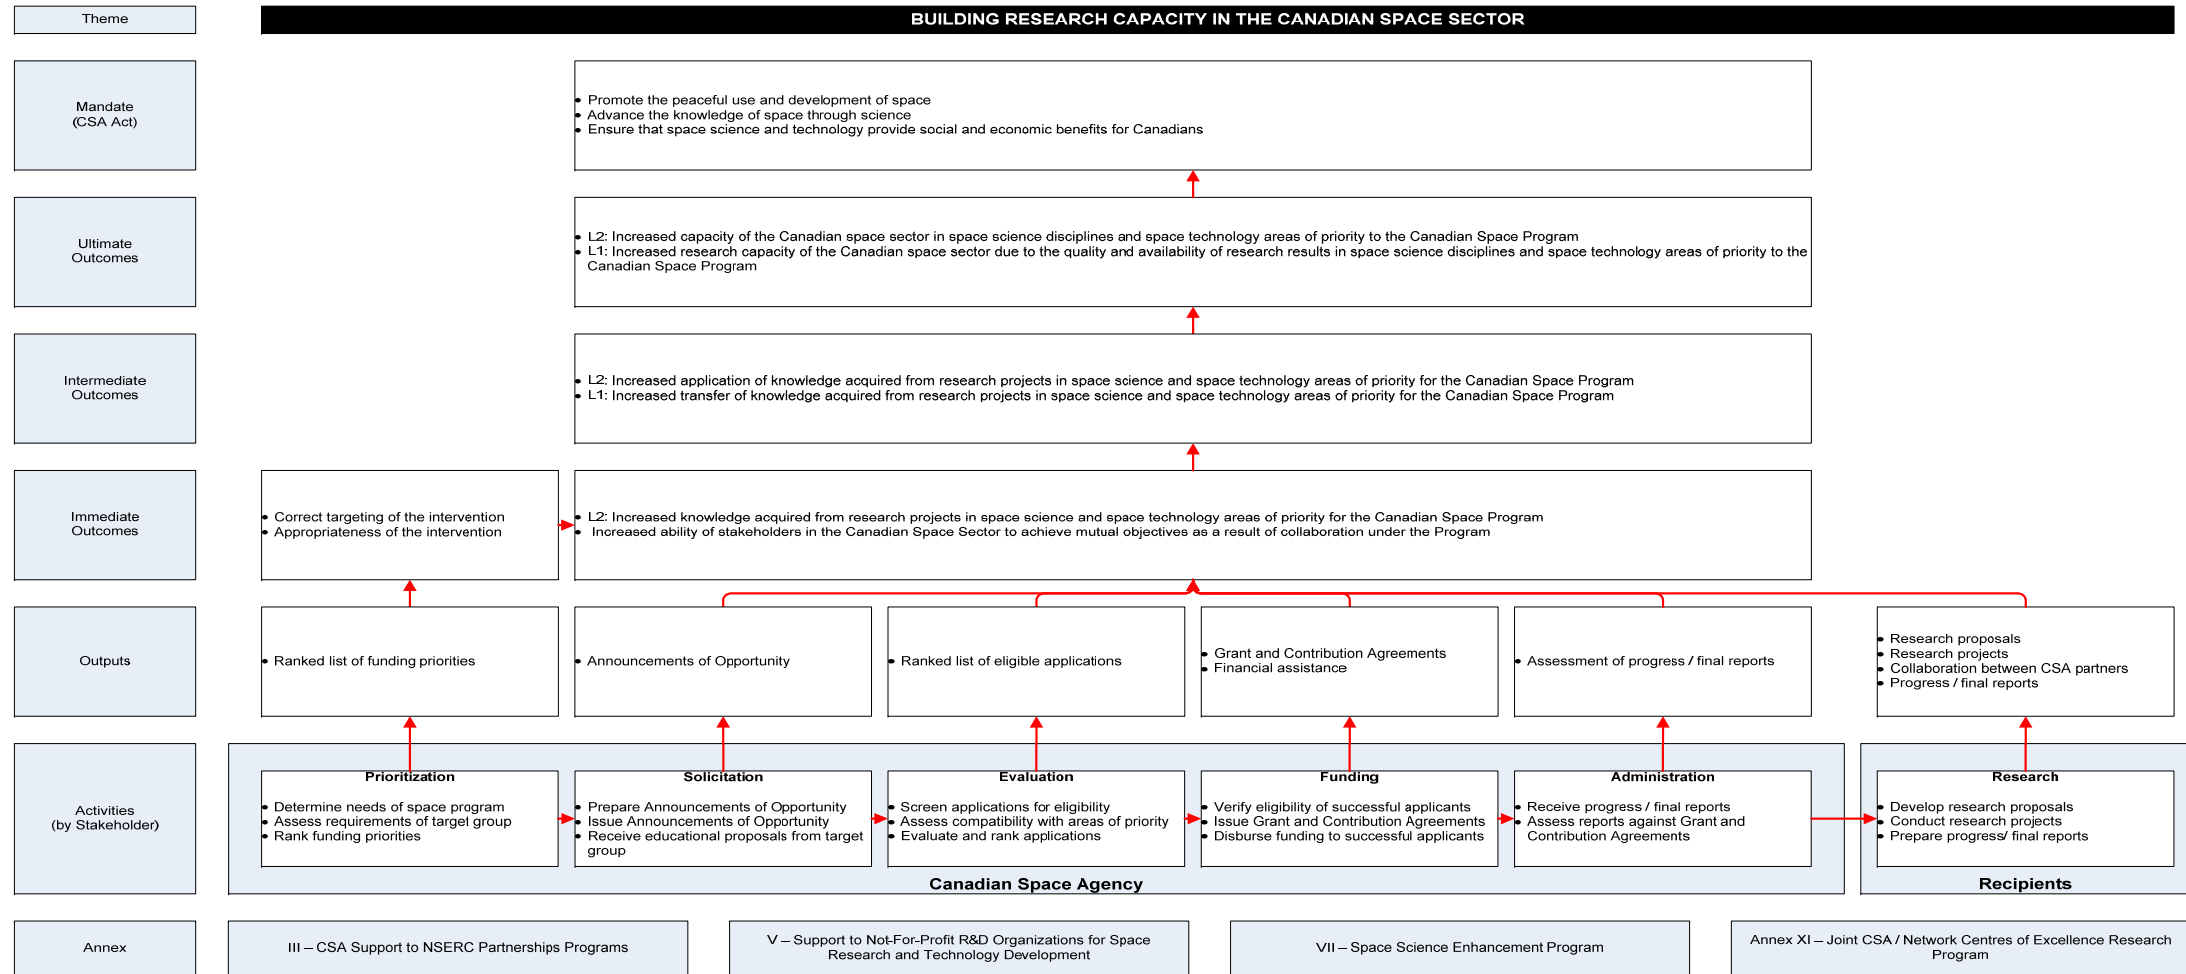 Theme
BUILDING RESEARCH CAPACITY IN THE CANADIAN SPACE SECTOR
Mandate
(CSA Act)
• Promote the peaceful use and development of space
• Advance the knowledge of space through science
• Ensure that space science and technology provide social and economic benefits for Canadians
Ultimate
Outcomes
• L2: Increased capacity of the Canadian space sector in space science disciplines and space technology areas of priority to the Canadian Space Program
• L1: Increased research capacity of the Canadian space sector due to the quality and availability of research results in space science disciplines and space technology areas of priority to the
Canadian Space Program
Intermediate
Outcomes
• L2: Increased application of knowledge acquired from research projects in space science and space technology areas of priority for the Canadian Space Program
• L1: Increased transfer of knowledge acquired from research projects in space science and space technology areas of priority for the Canadian Space Program
Immediate
Outcomes
• Correct targeting of the intervention
• Appropriateness of the intervention
• L2: Increased knowledge acquired from research projects in space science and space technology areas of priority for the Canadian Space Program
• Increased ability of stakeholders in the Canadian Space Sector to achieve mutual objectives as a result of collaboration under the Program
Outputs
• Ranked list of funding priorities
• Announcements of Opportunity
• Ranked list of eligible applications
• Grant and Contribution Agreements
• Financial assistance
• Assessment of progress / final reports
• Research proposals
• Research projects
• Collaboration between CSA partners
• Progress / final reports
Activities
(by Stakeholder)
Prioritization
• Determine needs of space program
• Assess requirements of target group
• Rank funding priorities
Solicitation
• Prepare Announcements of Opportunity
• Issue Announcements of Opportunity
• Receive educational proposals from target
group
Evaluation
• Screen applications for eligibility
• Assess compatibility with areas of priority
• Evaluate and rank applications
Funding
• Verify eligibility of successful applicants
• Issue Grant and Contribution Agreements
• Disburse funding to successful applicants
Administration
• Receive progress / final reports
• Assess reports against Grant and
Contribution Agreements
Research
• Develop research proposals
• Conduct research projects
• Prepare progress/ final reports
Canadian Space Agency
Recipients
Annex
III – CSA Support to NSERC Partnerships Programs
V – Support to Not-For-Profit R&D Organizations for Space
Research and Technology Development
VII – Space Science Enhancement Program
Annex XI – Joint CSA / Network Centres of Excellence Research
Program